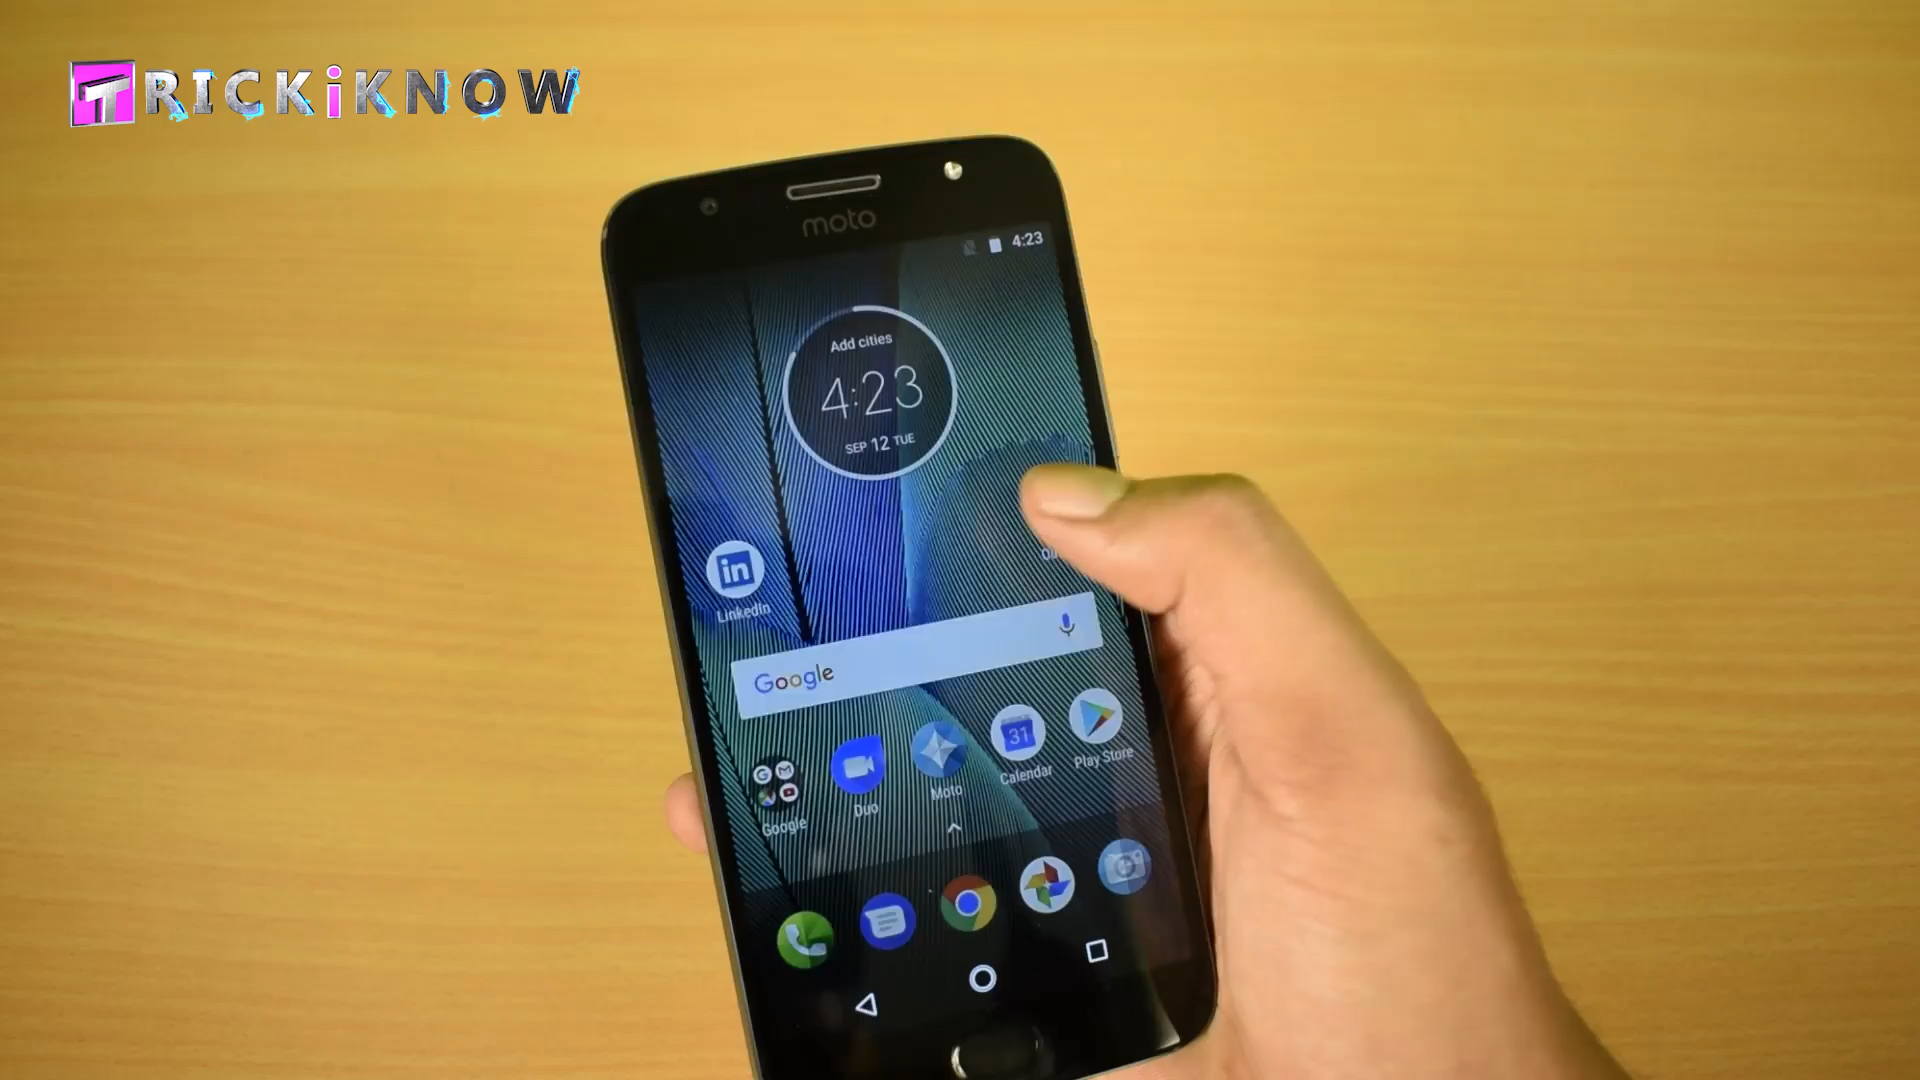 TRICKiKNOW
moto
4:23
Add cities
4:23
SEP 12 TUE
LinkedIn
Google
Google
Duo
Moto
31
Calendar
Play Store